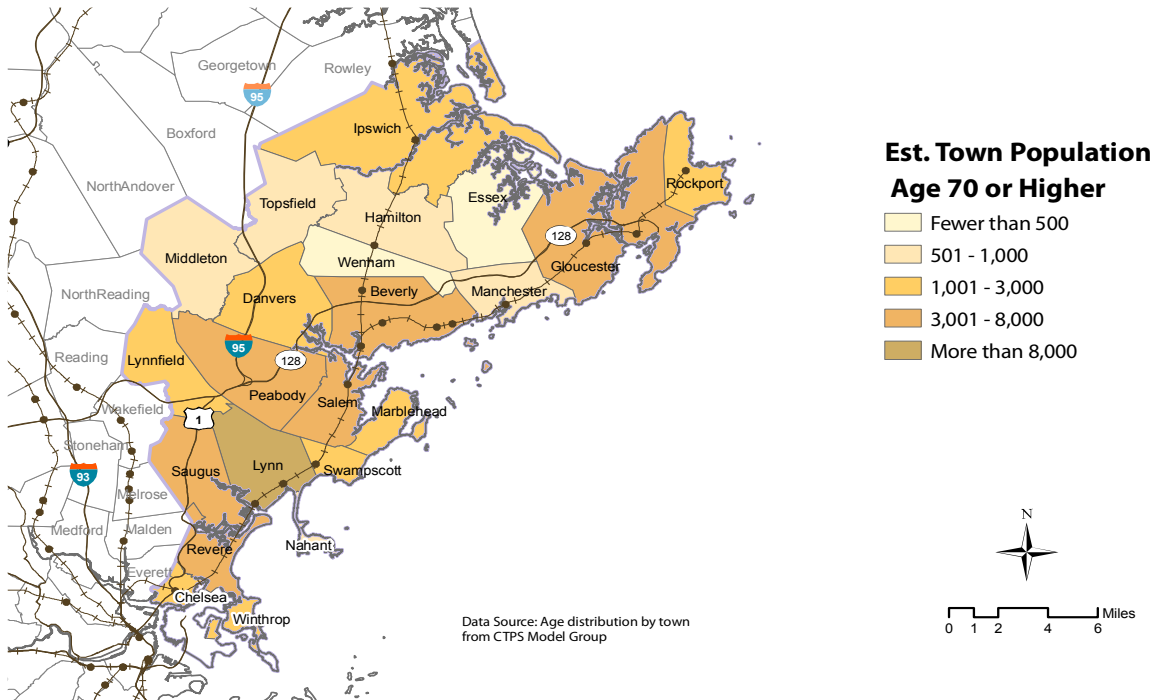 Georgetown
Rowley
95
Boxford
Ipswich
NorthAndover
Rockport
Essex
Topsfield
Hamilton
128
Middleton
Wenham
Gloucester
NorthReading
Danvers
Beverly
Manchester
95
128
Reading
Lynnfield
Peabody
Salem
Marblehead
Wakefield
1
Stoneham
Saugus
Lynn
Swampscott
93
Melrose
Medford
Malden
Revere
Nahant
Everett
Chelsea
Winthrop
Est. Town Population
Age 70 or Higher
Fewer than 500
501 - 1,000
1,001 - 3,000
3,001 - 8,000
More than 8,000
N
Miles
0 1 2 4 6
Data Source: Age distribution by town
from CTPS Model Group